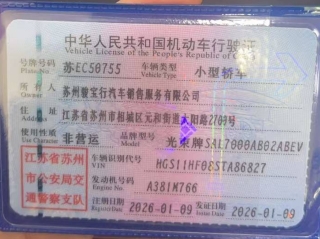 中华人民共和国机动车行驶证
Vehicle License of the People's Republic of China
号牌号码 苏EC50755 车辆类型 小型轿车
Plate No. Vehicle Type
所有人 苏州骏宝行汽车销售服务有限公司
Owner
住址 江苏省苏州市相城区元和街道太阳路2709号
Address
使用性质 非营运 品牌型号 光束牌SAL7000AB02ABEV
Use Character Model
江苏省苏州市公安局交通警察支队
车辆识别代号 HGS11HF08STA86827
VIN
发动机号码 A381M766
Engine No.
注册日期 2026-01-09 发证日期 2026-01-09
Register Date Issue Date